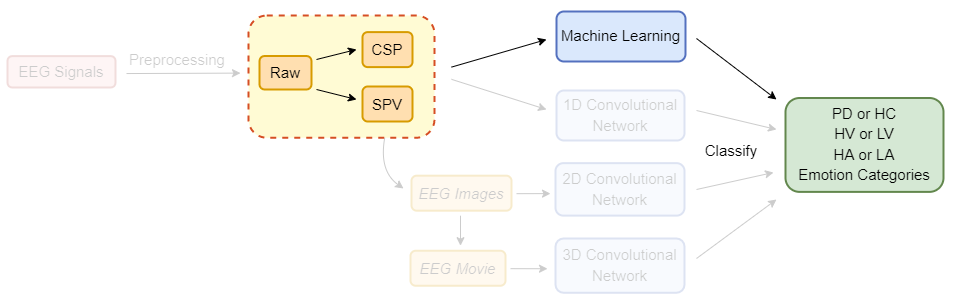 EEG Signals
Preprocessing
Raw
CSP
SPV
Machine Learning
1D Convolutional
Network
Classify
PD or HC
HV or LV
HA or LA
Emotion Categories
EEG Images
2D Convolutional
Network
EEG Movie
3D Convolutional
Network